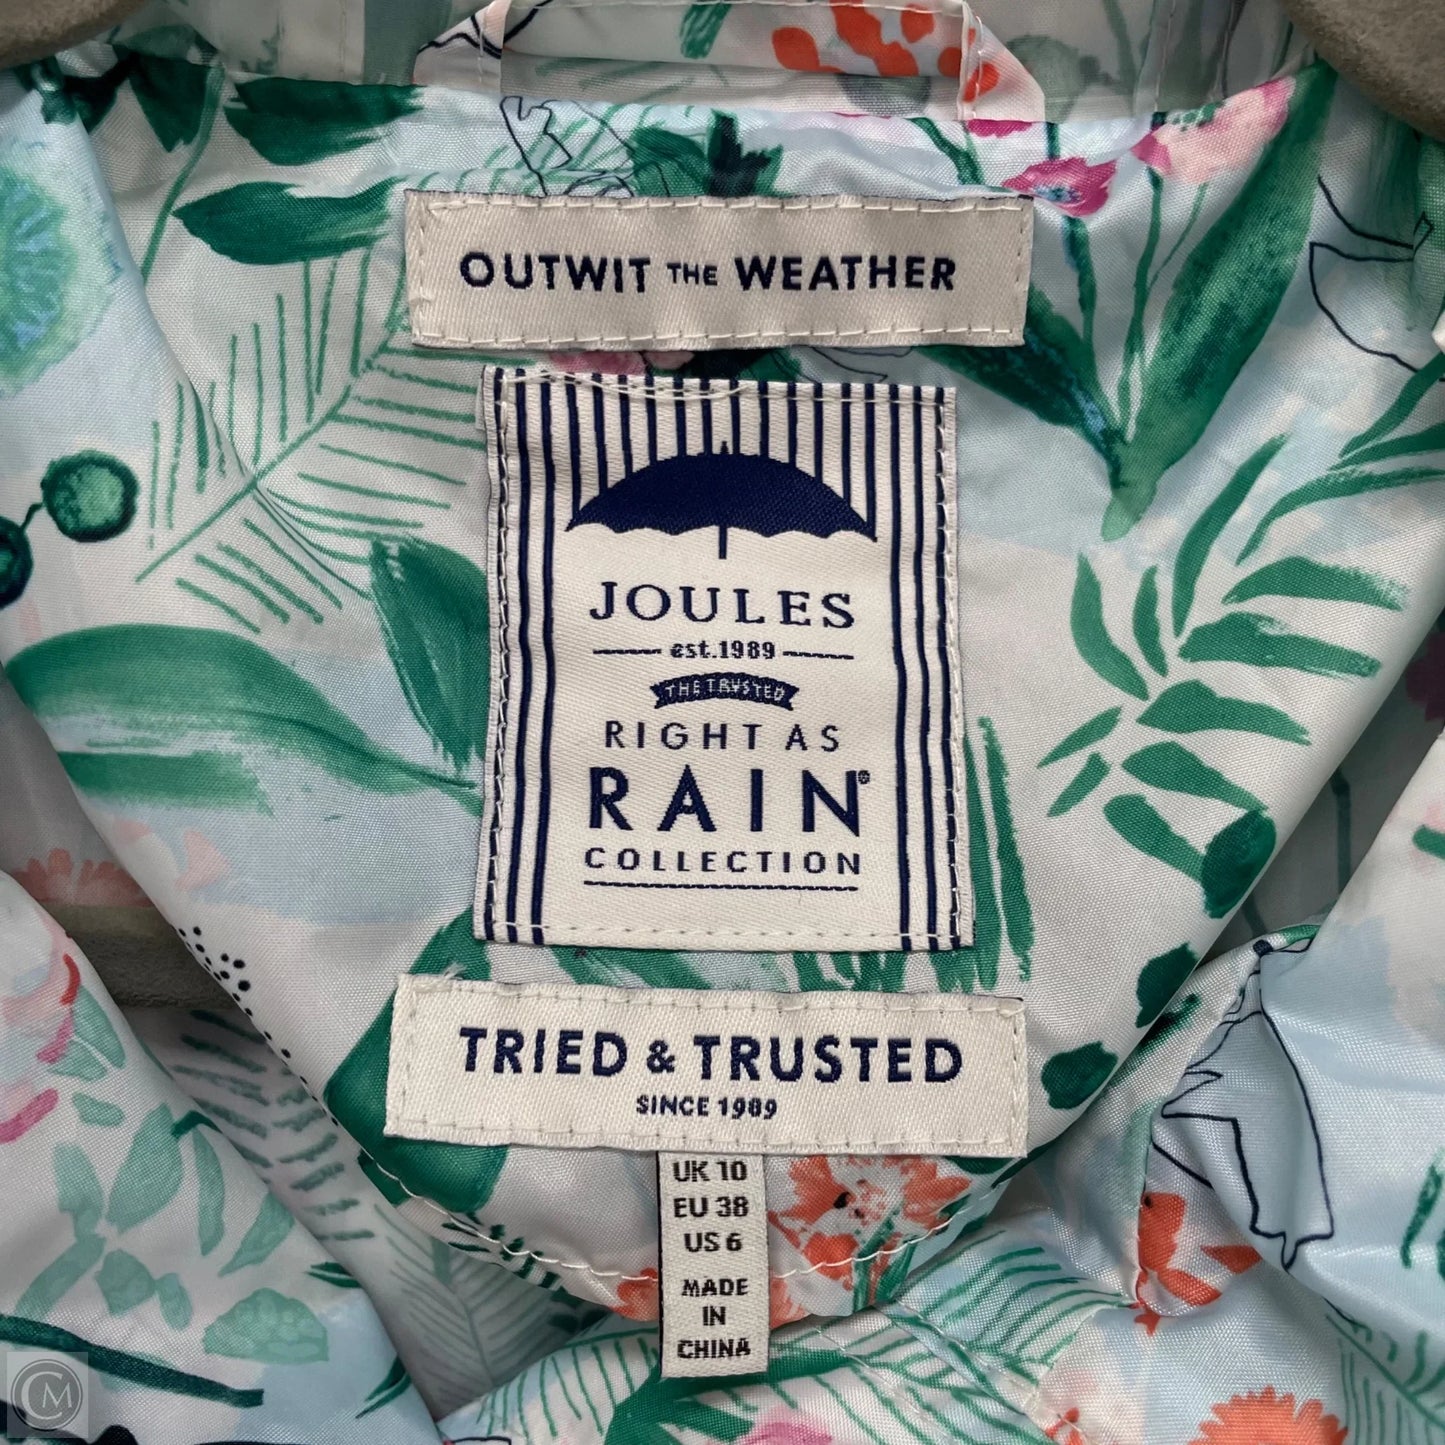 OUTWIT THE WEATHER
JOULES
est.1989
THE TRUSTED
RIGHT AS
RAIN®
COLLECTION
TRIED & TRUSTED
SINCE 1989
UK 10
EU 38
US 6
MADE
IN
CHINA
CM